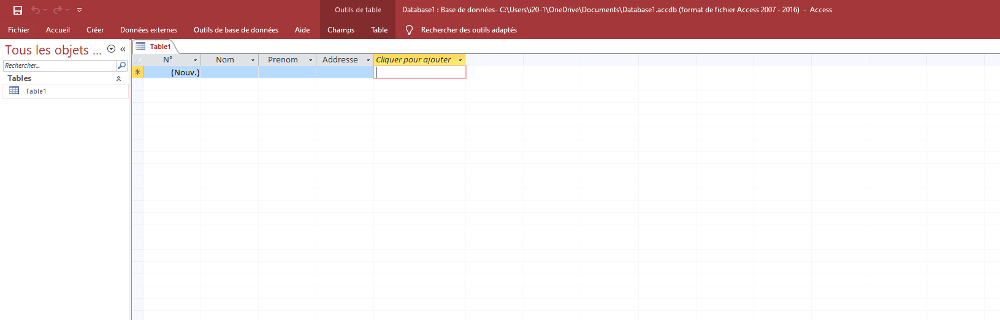 Outils de table
Database1 : Base de données- C:\Users\i20-1\OneDrive\Documents\Database1.accdb (format de fichier Access 2007 - 2016)  -  Access
Fichier Accueil Créer Données externes Outils de base de données Aide Champs Table Rechercher des outils adaptés
Tous les objets ...
Rechercher...
Tables
Table1
Table1
N° Nom Prenom Addresse Cliquer pour ajouter
(Nouv.)